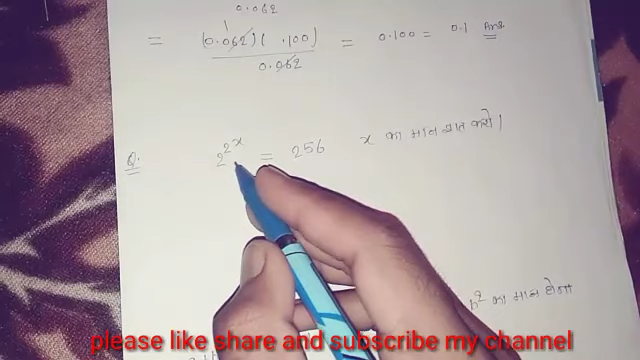 0.062
1
= (0.062)( .100) / 0.062 = 0.100 = 0.1 Ans.
Q. 2^2^x = 256 x का मान ज्ञात करो।
का मान होगा
please like share and subscribe my channel